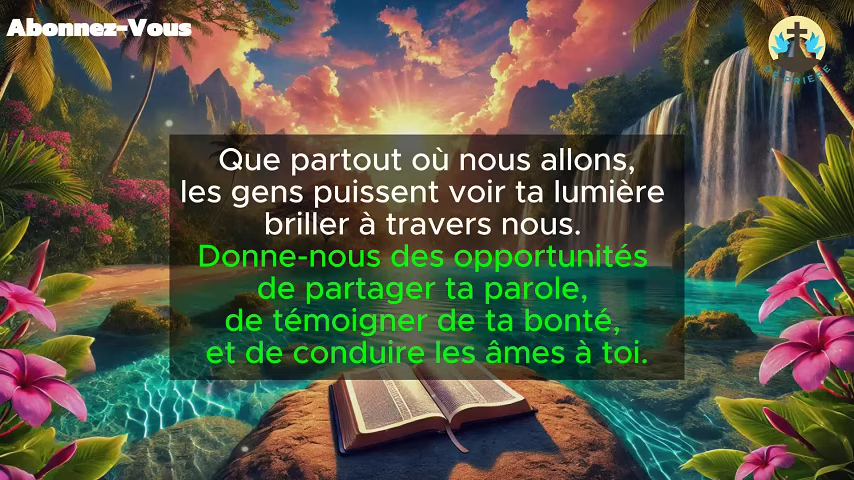 Abonnez-Vous
Que partout où nous allons,
les gens puissent voir ta lumière
briller à travers nous.
Donne-nous des opportunités
de partager ta parole,
de témoigner de ta bonté,
et de conduire les âmes à toi.